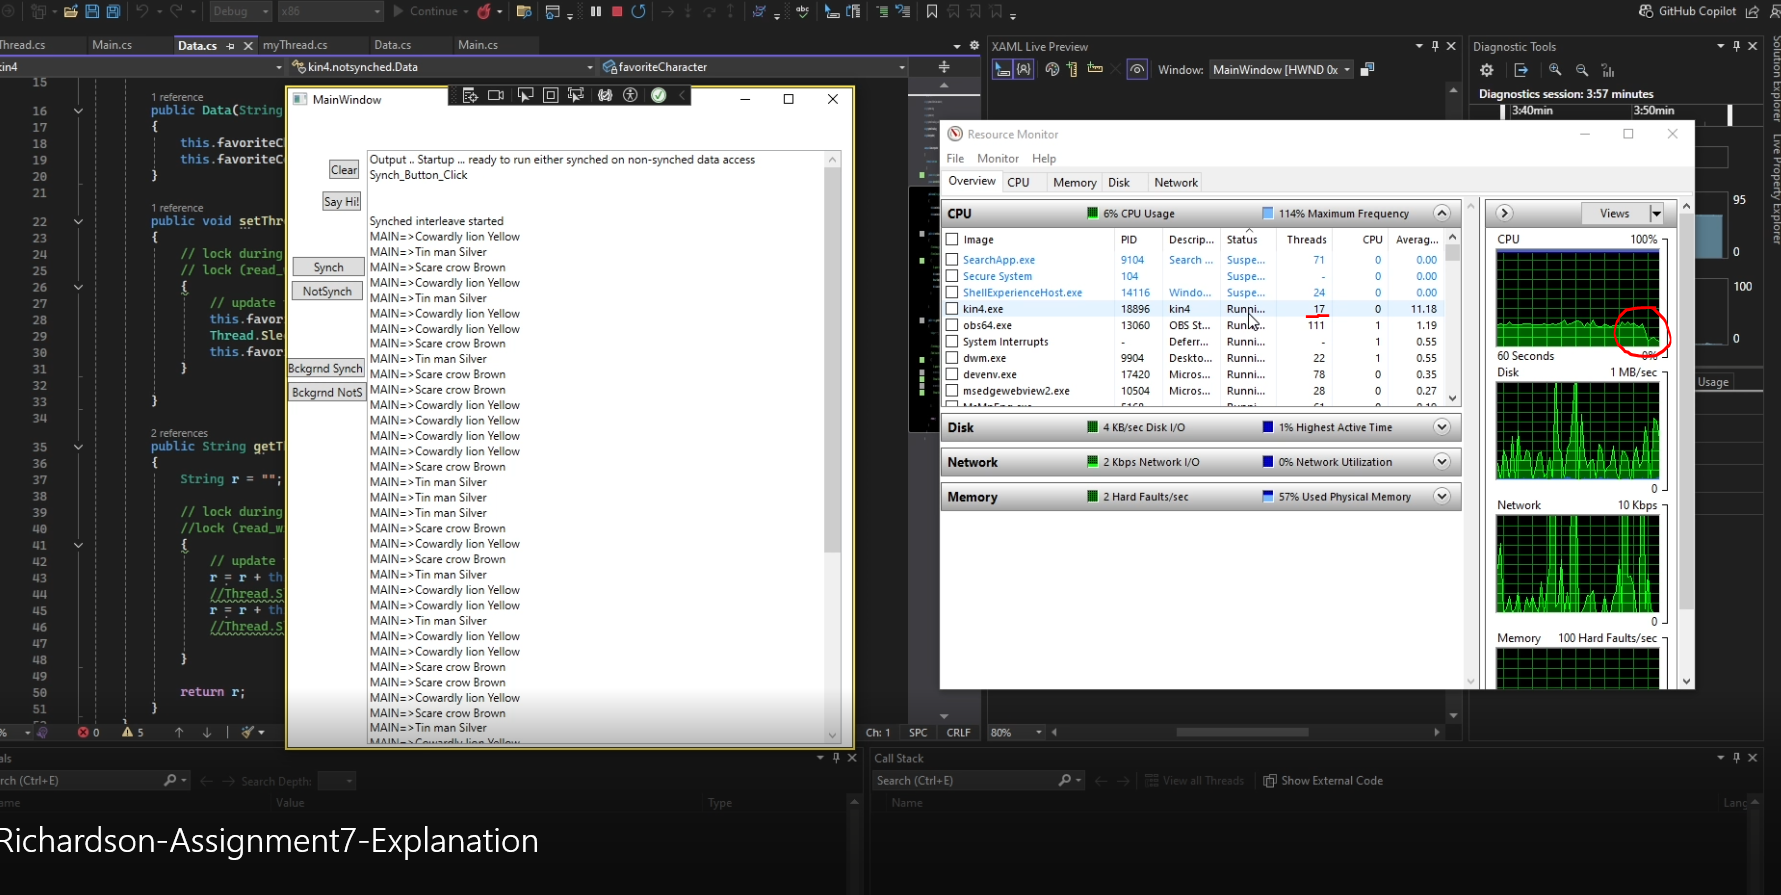 Debug
x86
Continue
GitHub Copilot
Thread.cs
Main.cs
Data.cs
myThread.cs
Data.cs
Main.cs
kin4
kin4.notsynched.Data
favoriteCharacter
15
1 reference
16 public Data(String
17 {
18 this.favoriteC
19 this.favoriteC
20 }
21
1 reference
22 public void setThr
23 {
24 // lock during
25 // lock (read_
26 {
27 // update
28 this.favor
29 Thread.Sle
30 this.favor
31 }
32
33 }
34
2 references
35 public String getT
36 {
37 String r = "";
38
39 // lock during
40 //lock (read_w
41 {
42 // update
43 r = r + th
44 //Thread.S
45 r = r + th
46 //Thread.S
47
48 }
49
50 return r;
51 }
0
5
Ch: 1
SPC
CRLF
MainWindow
Clear
Say Hi!
Synch
NotSynch
Bckgrnd Synch
Bckgrnd NotS
Output .. Startup ... ready to run either synched on non-synched data access
Synch_Button_Click
Synched interleave started
MAIN=>Cowardly lion Yellow
MAIN=>Tin man Silver
MAIN=>Scare crow Brown
MAIN=>Cowardly lion Yellow
MAIN=>Tin man Silver
MAIN=>Cowardly lion Yellow
MAIN=>Cowardly lion Yellow
MAIN=>Scare crow Brown
MAIN=>Tin man Silver
MAIN=>Scare crow Brown
MAIN=>Scare crow Brown
MAIN=>Cowardly lion Yellow
MAIN=>Cowardly lion Yellow
MAIN=>Cowardly lion Yellow
MAIN=>Cowardly lion Yellow
MAIN=>Scare crow Brown
MAIN=>Tin man Silver
MAIN=>Tin man Silver
MAIN=>Tin man Silver
MAIN=>Scare crow Brown
MAIN=>Cowardly lion Yellow
MAIN=>Scare crow Brown
MAIN=>Tin man Silver
MAIN=>Cowardly lion Yellow
MAIN=>Cowardly lion Yellow
MAIN=>Tin man Silver
MAIN=>Cowardly lion Yellow
MAIN=>Cowardly lion Yellow
MAIN=>Scare crow Brown
MAIN=>Scare crow Brown
MAIN=>Cowardly lion Yellow
MAIN=>Scare crow Brown
MAIN=>Tin man Silver
MAIN=>Cowardly lion Yellow
XAML Live Preview
Window: MainWindow [HWND 0x
80%
Diagnostic Tools
Diagnostics session: 3:57 minutes
3:40min 3:50min
95
0
100
0
Usage
Solution Explorer
Live Property Explorer
Resource Monitor
File Monitor Help
Overview CPU Memory Disk Network
CPU 6% CPU Usage 114% Maximum Frequency
Image PID Descrip... Status Threads CPU Averag...
SearchApp.exe 9104 Search ... Suspe... 71 0 0.00
Secure System 104 Suspe... - 0 0.00
ShellExperienceHost.exe 14116 Windo... Suspe... 24 0 0.00
kin4.exe 18896 kin4 Runni... 17 0 11.18
obs64.exe 13060 OBS St... Runni... 111 1 1.19
System Interrupts - Deferr... Runni... - 1 0.55
dwm.exe 9904 Deskto... Runni... 22 1 0.55
devenv.exe 17420 Micros... Runni... 78 0 0.35
msedgewebview2.exe 10504 Micros... Runni... 28 0 0.27
Disk 4 KB/sec Disk I/O 1% Highest Active Time
Network 2 Kbps Network I/O 0% Network Utilization
Memory 2 Hard Faults/sec 57% Used Physical Memory
Views
CPU 100%
60 Seconds 0%
Disk 1 MB/sec
0
Network 10 Kbps
0
Memory 100 Hard Faults/sec
Search (Ctrl+E)
Search Depth:
Value
Type
Call Stack
Search (Ctrl+E)
View all Threads
Show External Code
Name
Lang
Richardson-Assignment7-Explanation